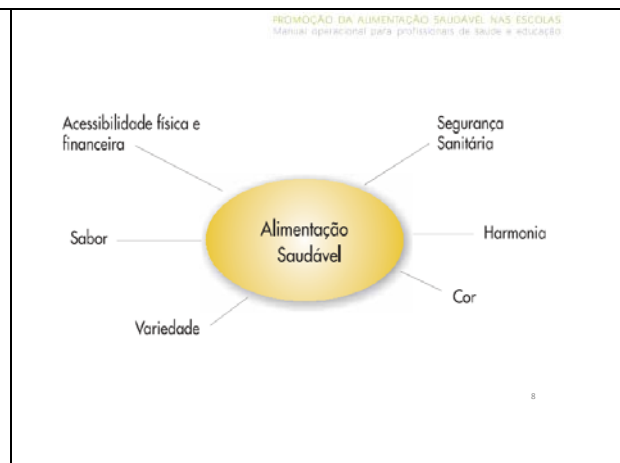 PROMOÇÃO DA ALIMENTAÇÃO SAUDÁVEL NAS ESCOLAS
Manual operacional para profissionais de saúde e educação
Acessibilidade física e
financeira
Segurança
Sanitária
Sabor
Alimentação
Saudável
Harmonia
Cor
Variedade
8